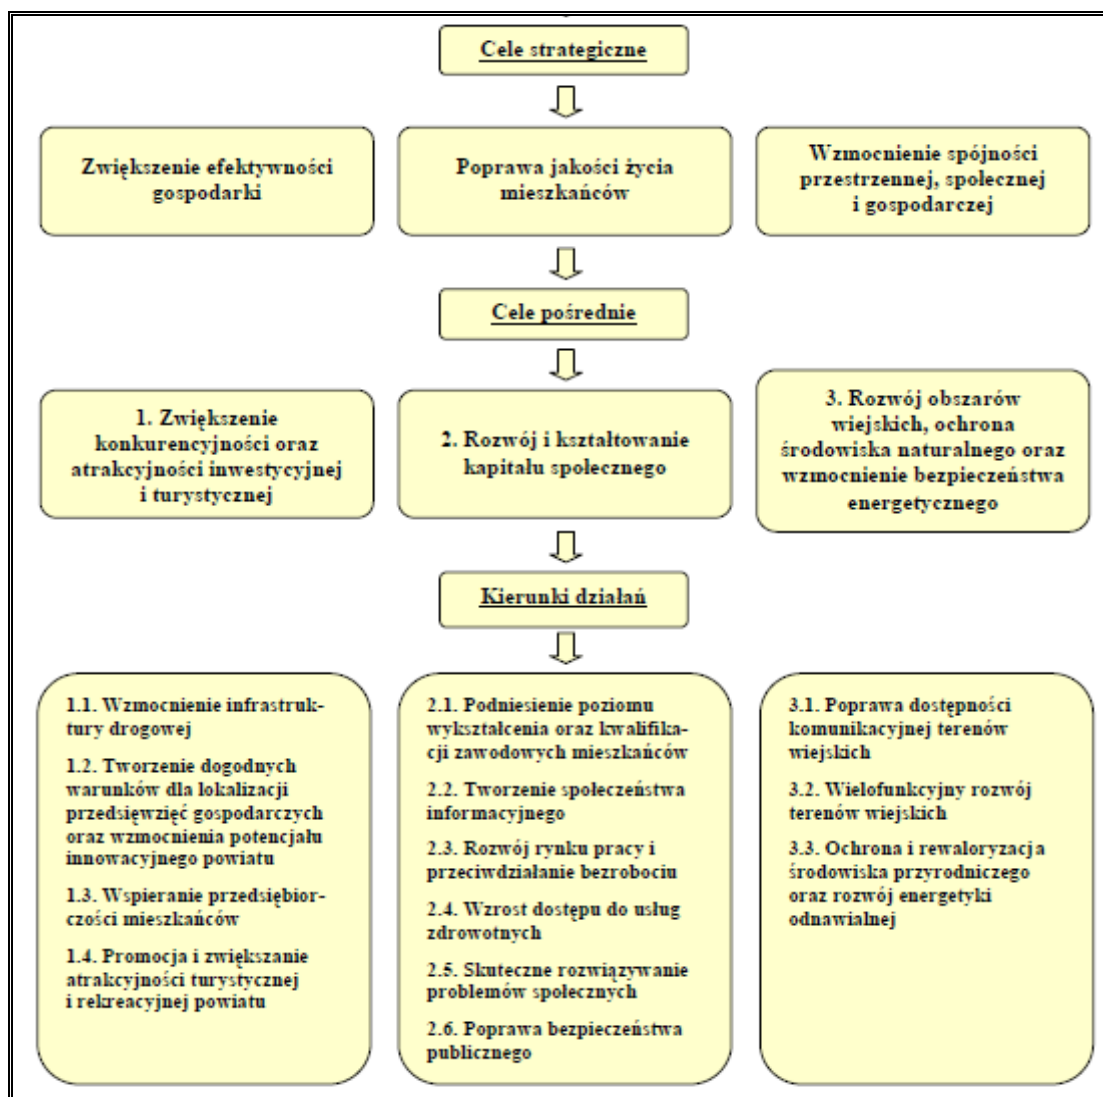 Cele strategiczne
Zwiększenie efektywności
gospodarki
Poprawa jakości życia
mieszkańców
Wzmocnienie spójności
przestrzennej, społecznej
i gospodarczej
Cele pośrednie
1. Zwiększenie
konkurencyjności oraz
atrakcyjności inwestycyjnej
i turystycznej
2. Rozwój i kształtowanie
kapitału społecznego
3. Rozwój obszarów
wiejskich, ochrona
środowiska naturalnego oraz
wzmocnienie bezpieczeństwa
energetycznego
Kierunki działań
1.1. Wzmocnienie infrastruk-
tury drogowej
1.2. Tworzenie dogodnych
warunków dla lokalizacji
przedsięwzięć gospodarczych
oraz wzmocnienia potencjału
innowacyjnego powiatu
1.3. Wspieranie przedsiębior-
czości mieszkańców
1.4. Promocja i zwiększanie
atrakcyjności turystycznej
i rekreacyjnej powiatu
2.1. Podniesienie poziomu
wykształcenia oraz kwalifika-
cji zawodowych mieszkańców
2.2. Tworzenie społeczeństwa
informacyjnego
2.3. Rozwój rynku pracy i
przeciwdziałanie bezrobociu
2.4. Wzrost dostępu do usług
zdrowotnych
2.5. Skuteczne rozwiązywanie
problemów społecznych
2.6. Poprawa bezpieczeństwa
publicznego
3.1. Poprawa dostępności
komunikacyjnej terenów
wiejskich
3.2. Wielofunkcyjny rozwój
terenów wiejskich
3.3. Ochrona i rewaloryzacja
środowiska przyrodniczego
oraz rozwój energetyki
odnawialnej